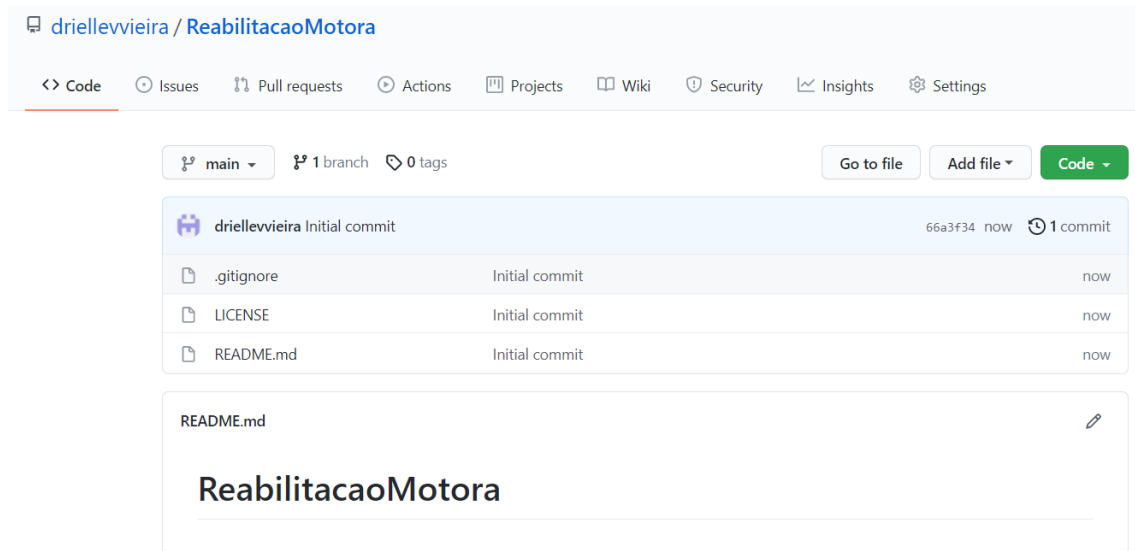 driellevvieira / ReabilitacaoMotora
<> Code Issues Pull requests Actions Projects Wiki Security Insights Settings
main 1 branch 0 tags Go to file Add file Code
driellevvieira Initial commit 66a3f34 now 1 commit
.gitignore Initial commit now
LICENSE Initial commit now
README.md Initial commit now
README.md
ReabilitacaoMotora